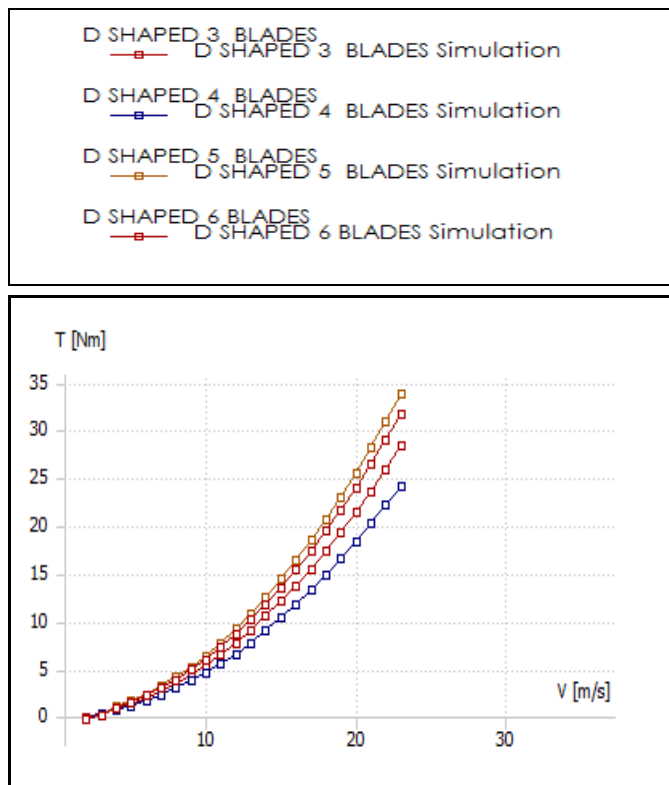 D SHAPED 3 BLADES
D SHAPED 3 BLADES Simulation
D SHAPED 4 BLADES
D SHAPED 4 BLADES Simulation
D SHAPED 5 BLADES
D SHAPED 5 BLADES Simulation
D SHAPED 6 BLADES
D SHAPED 6 BLADES Simulation
T [Nm]
35
30
25
20
15
10
5
0
V [m/s]
10 20 30